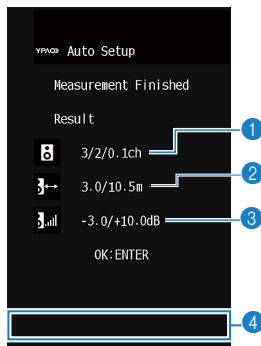 YPAO Auto Setup
Measurement Finished
Result
3/2/0.1ch
1
3.0/10.5m
2
-3.0/+10.0dB
3
OK:ENTER
4